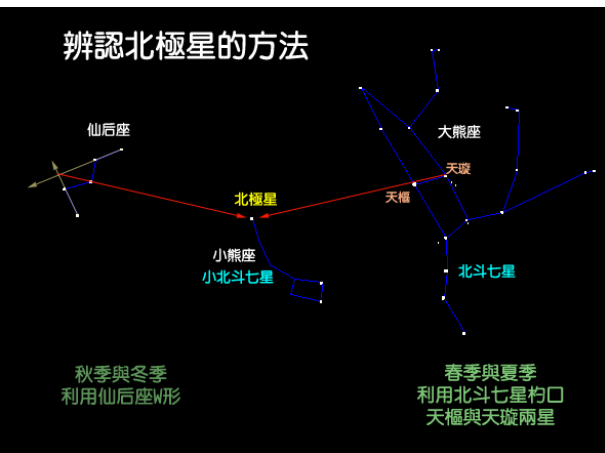 辨認北極星的方法
仙后座
大熊座
天璇
天樞
北極星
小熊座
小北斗七星
北斗七星
秋季與冬季
利用仙后座W形
春季與夏季
利用北斗七星杓口
天樞與天璇兩星